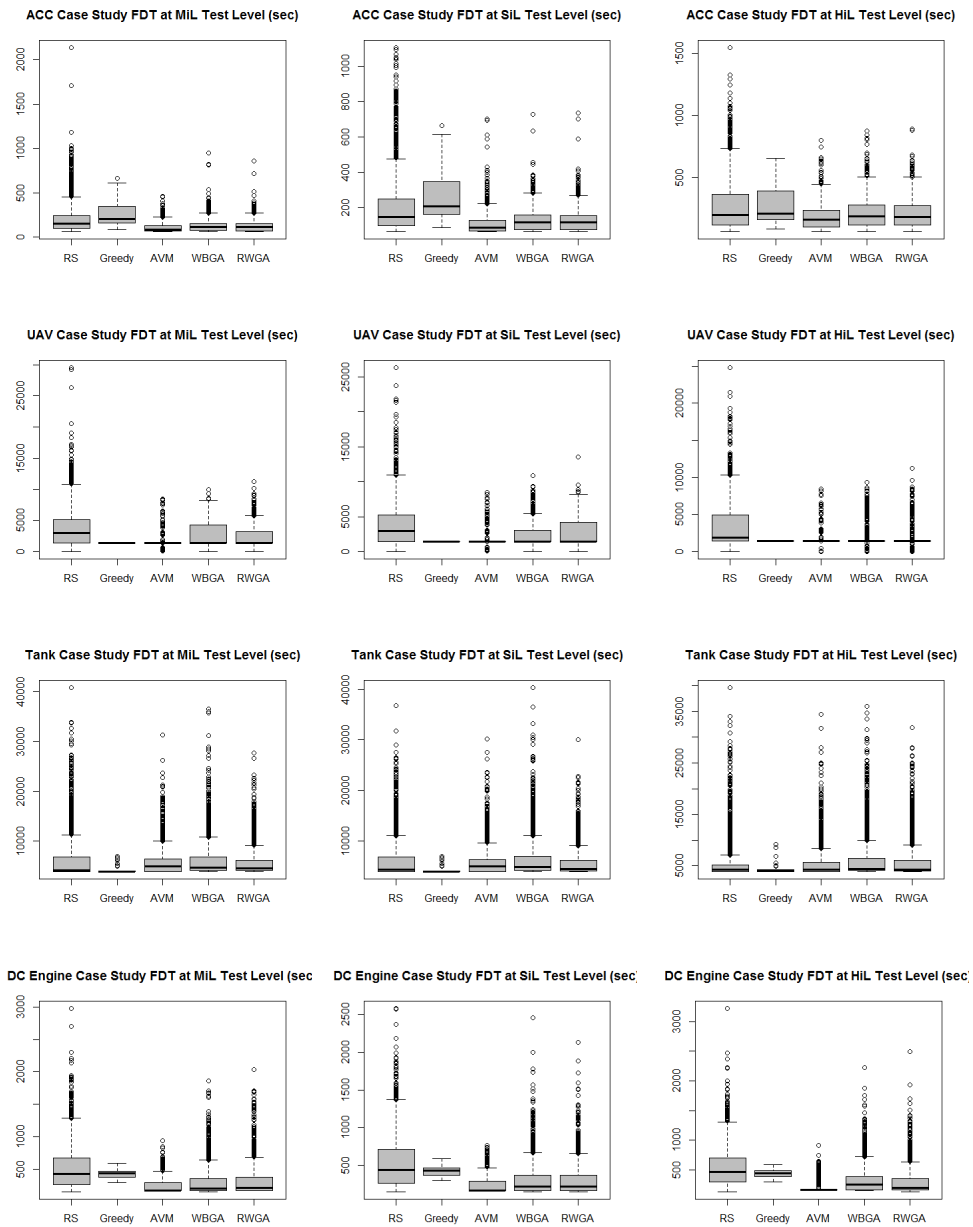 ACC Case Study FDT at MiL Test Level (sec)
2000
1500
1000
500
0
RS Greedy AVM WBGA RWGA
ACC Case Study FDT at SiL Test Level (sec)
1000
800
600
400
200
RS Greedy AVM WBGA RWGA
ACC Case Study FDT at HiL Test Level (sec)
1500
1000
500
RS Greedy AVM WBGA RWGA
UAV Case Study FDT at MiL Test Level (sec)
25000
15000
5000
0
RS Greedy AVM WBGA RWGA
UAV Case Study FDT at SiL Test Level (sec)
25000
15000
5000
0
RS Greedy AVM WBGA RWGA
UAV Case Study FDT at HiL Test Level (sec)
20000
10000
5000
0
RS Greedy AVM WBGA RWGA
Tank Case Study FDT at MiL Test Level (sec)
40000
30000
20000
10000
RS Greedy AVM WBGA RWGA
Tank Case Study FDT at SiL Test Level (sec)
40000
30000
20000
10000
RS Greedy AVM WBGA RWGA
Tank Case Study FDT at HiL Test Level (sec)
35000
25000
15000
5000
RS Greedy AVM WBGA RWGA
DC Engine Case Study FDT at MiL Test Level (sec
3000
2000
1000
500
RS Greedy AVM WBGA RWGA
DC Engine Case Study FDT at SiL Test Level (sec
2500
2000
1500
1000
500
RS Greedy AVM WBGA RWGA
DC Engine Case Study FDT at HiL Test Level (sec
3000
2000
1000
500
RS Greedy AVM WBGA RWGA